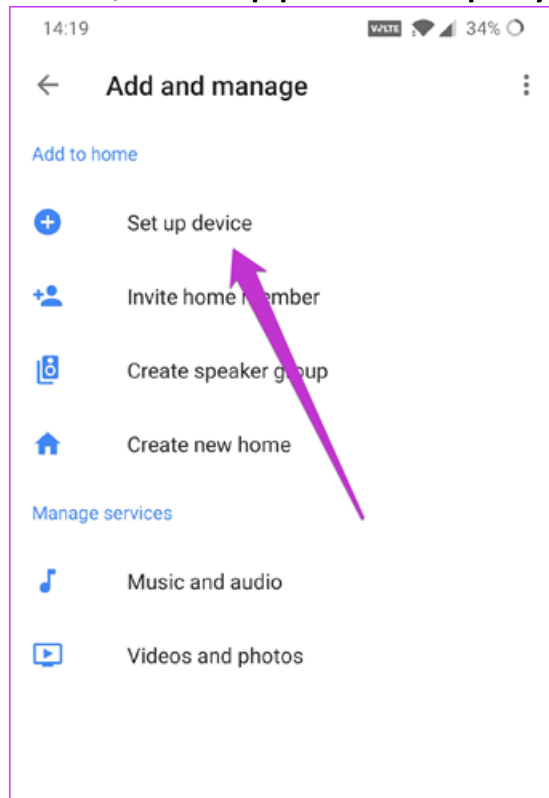 14:19 VoLTE 34%
Add and manage
Add to home
Set up device
Invite home member
Create speaker group
Create new home
Manage services
Music and audio
Videos and photos